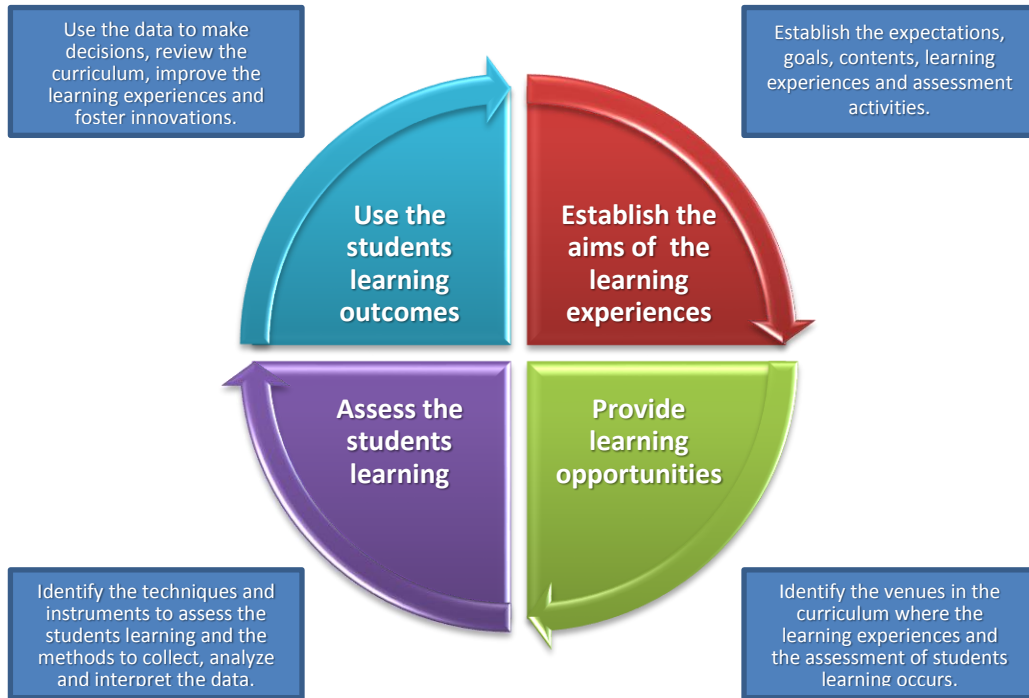 Use the data to make
decisions, review the
curriculum, improve the
learning experiences and
foster innovations.
Establish the expectations,
goals, contents, learning
experiences and assessment
activities.
Use the
students
learning
outcomes
Establish the
aims of  the
learning
experiences
Assess the
students
learning
Provide
learning
opportunities
Identify the techniques and
instruments to assess the
students learning and the
methods to collect, analyze
and interpret the data.
Identify the venues in the
curriculum where the
learning experiences and
the assessment of students
learning occurs.